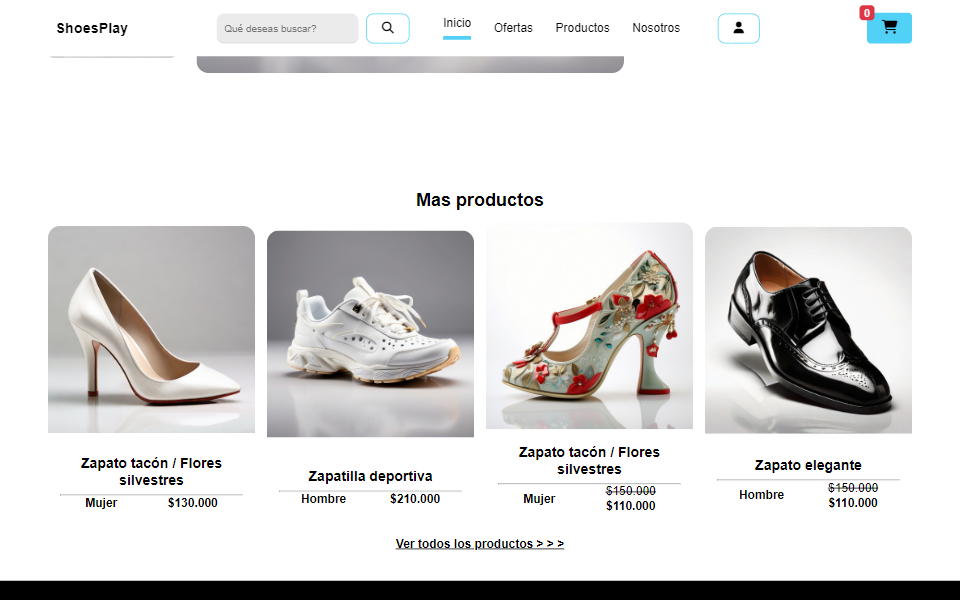 ShoesPlay
Qué deseas buscar?
Inicio
Ofertas
Productos
Nosotros
0
Mas productos
Zapato tacón / Flores
silvestres
Mujer $130.000
Zapatilla deportiva
Hombre $210.000
Zapato tacón / Flores
silvestres
Mujer $150.000
$110.000
Zapato elegante
Hombre $150.000
$110.000
Ver todos los productos > > >